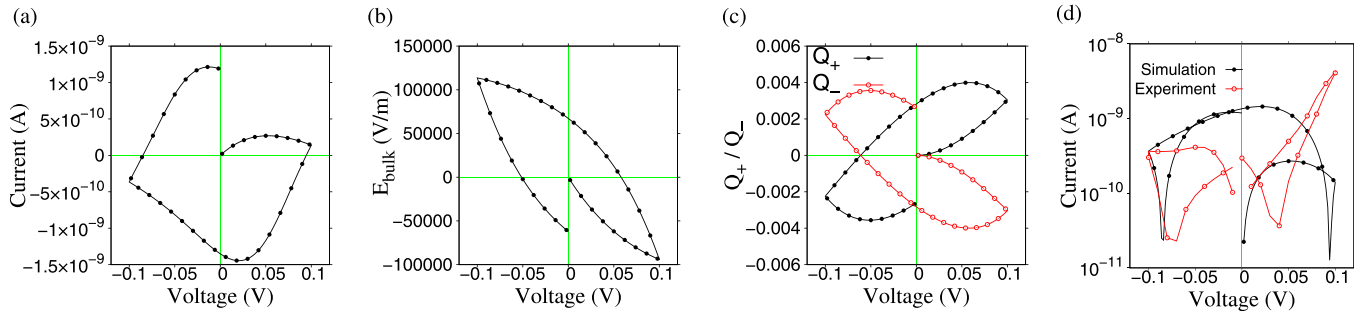 (a)
1.5×10⁻⁹
1×10⁻⁹
5×10⁻¹⁰
0
−5×10⁻¹⁰
−1×10⁻⁹
−1.5×10⁻⁹
Current (A)
−0.1 −0.05 0 0.05 0.1
Voltage (V)
(b)
150000
100000
50000
0
−50000
−100000
E_bulk (V/m)
−0.1 −0.05 0 0.05 0.1
Voltage (V)
(c)
0.006
0.004
0.002
0
−0.002
−0.004
−0.006
Q₊ / Q₋
Q₊
Q₋
−0.1 −0.05 0 0.05 0.1
Voltage (V)
(d)
10⁻⁸
10⁻⁹
10⁻¹⁰
10⁻¹¹
Current (A)
Simulation
Experiment
−0.1 −0.05 0 0.05 0.1
Voltage (V)